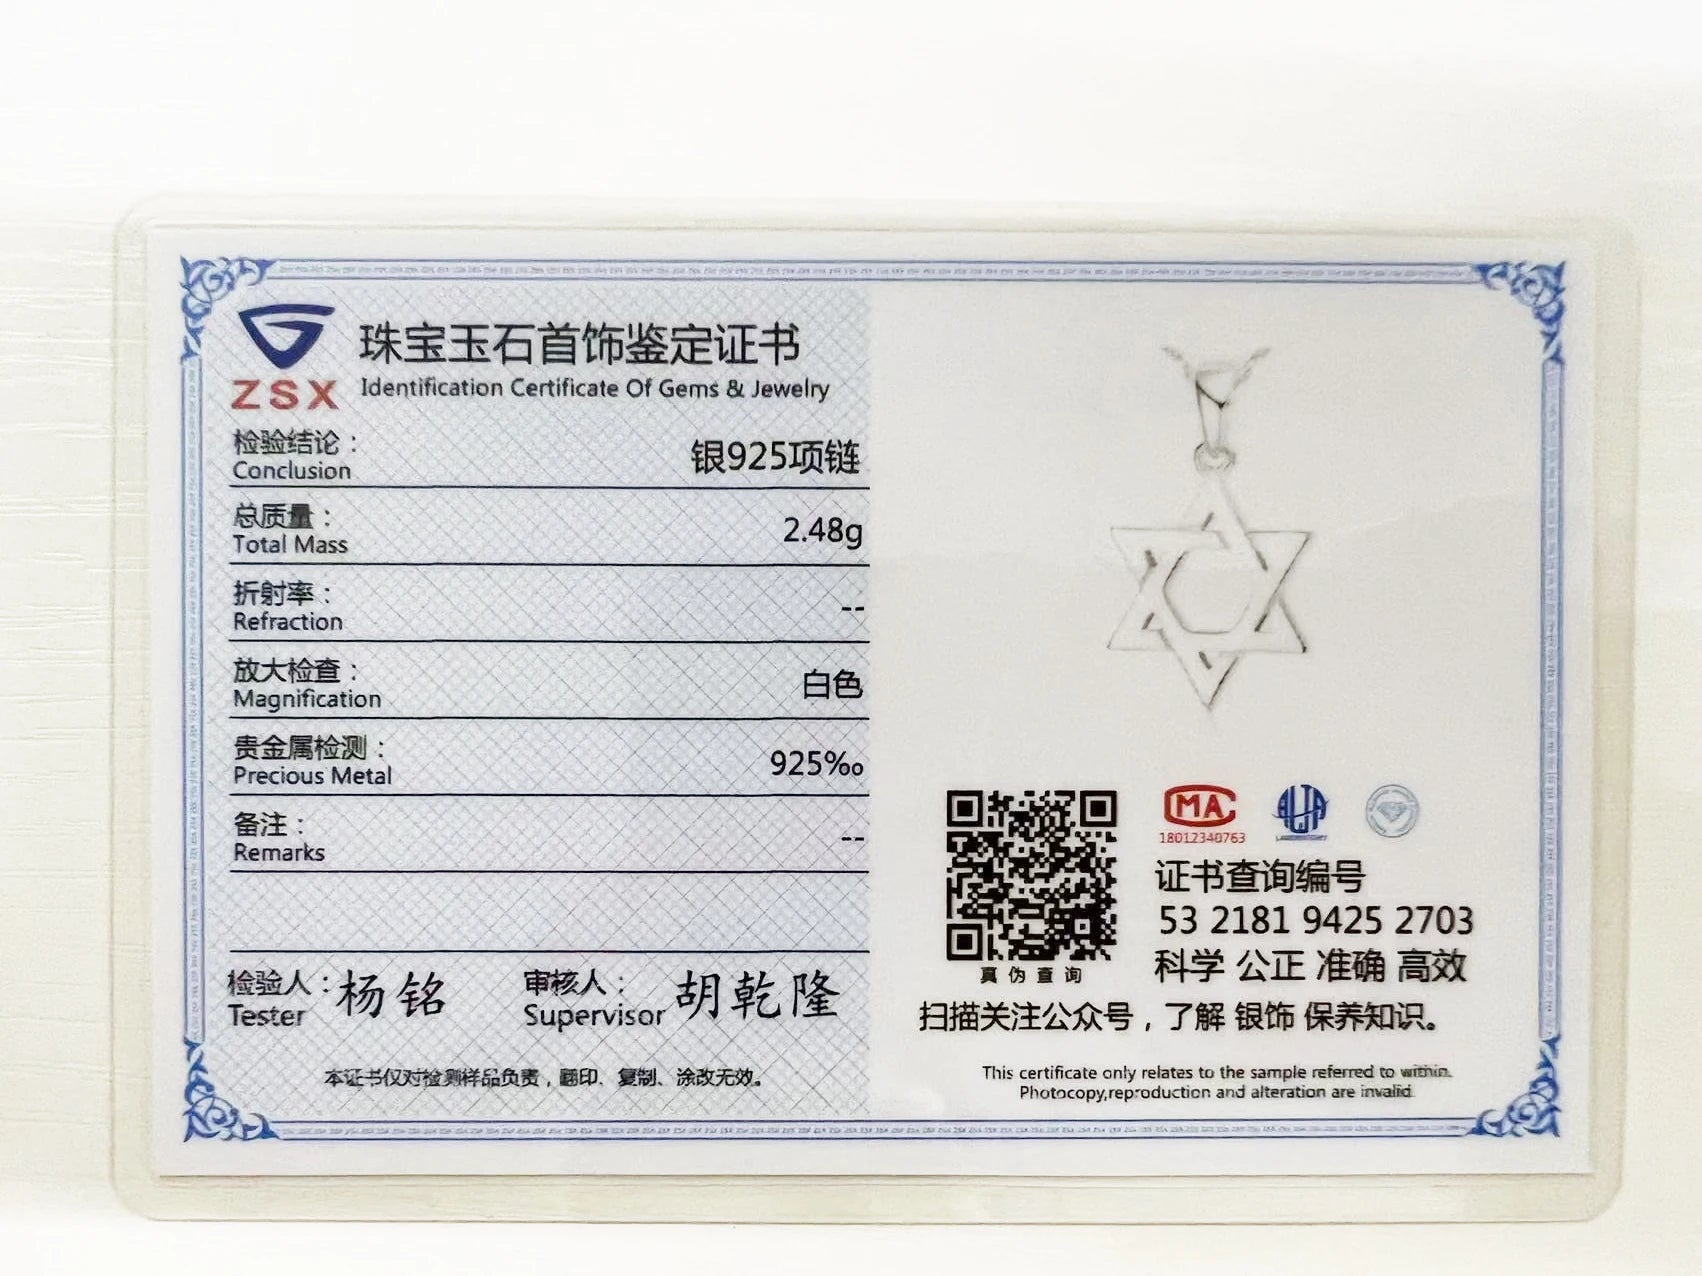 ZSX
珠宝玉石首饰鉴定证书
Identification Certificate Of Gems & Jewelry
检验结论： 银925项链
Conclusion
总质量： 2.48g
Total Mass
折射率： --
Refraction
放大检查： 白色
Magnification
贵金属检测： 925‰
Precious Metal
备注： --
Remarks
检验人：杨铭 审核人：胡乾隆
Tester Supervisor
本证书仅对检测样品负责，翻印、复制、涂改无效。
MA
18012340763
真伪查询
证书查询编号
53 2181 9425 2703
科学 公正 准确 高效
扫描关注公众号，了解 银饰 保养知识。
This certificate only relates to the sample referred to within.
Photocopy,reproduction and alteration are invalid